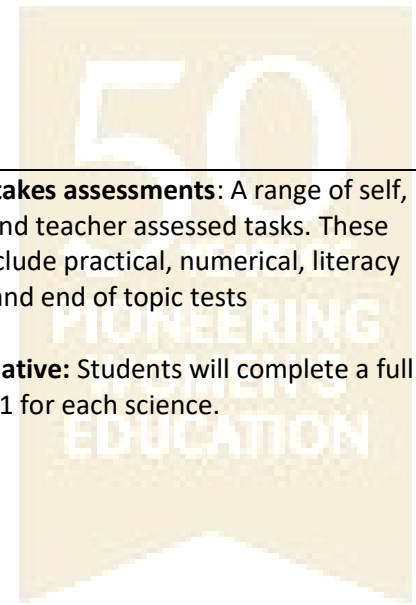 50
takes assessments: A range of self,
nd teacher assessed tasks. These
clude practical, numerical, literacy
and end of topic tests
PIONEERING
ative: Students will complete a full
WOMEN'S
1 for each science.
EDUCATION